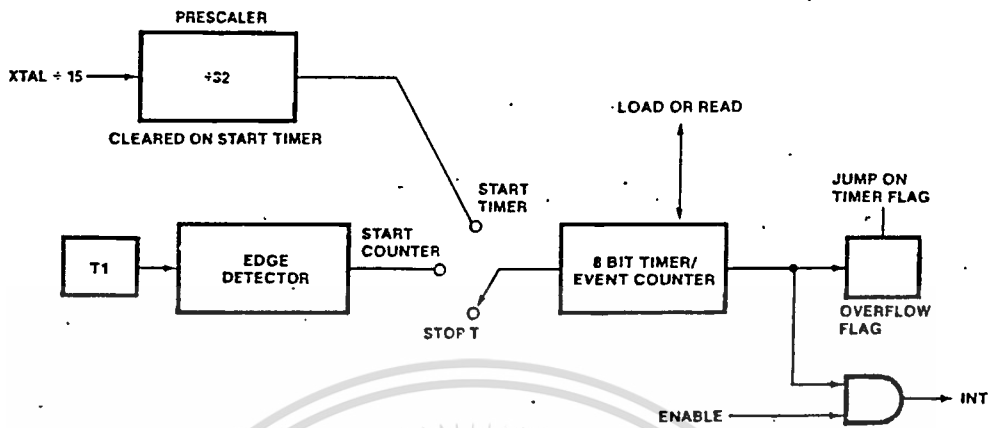 PRESCALER
XTAL ÷ 15
÷32
CLEARED ON START TIMER
LOAD OR READ
JUMP ON
TIMER FLAG
START
TIMER
START
COUNTER
T1
EDGE
DETECTOR
8 BIT TIMER/
EVENT COUNTER
STOP T
OVERFLOW
FLAG
ENABLE
INT